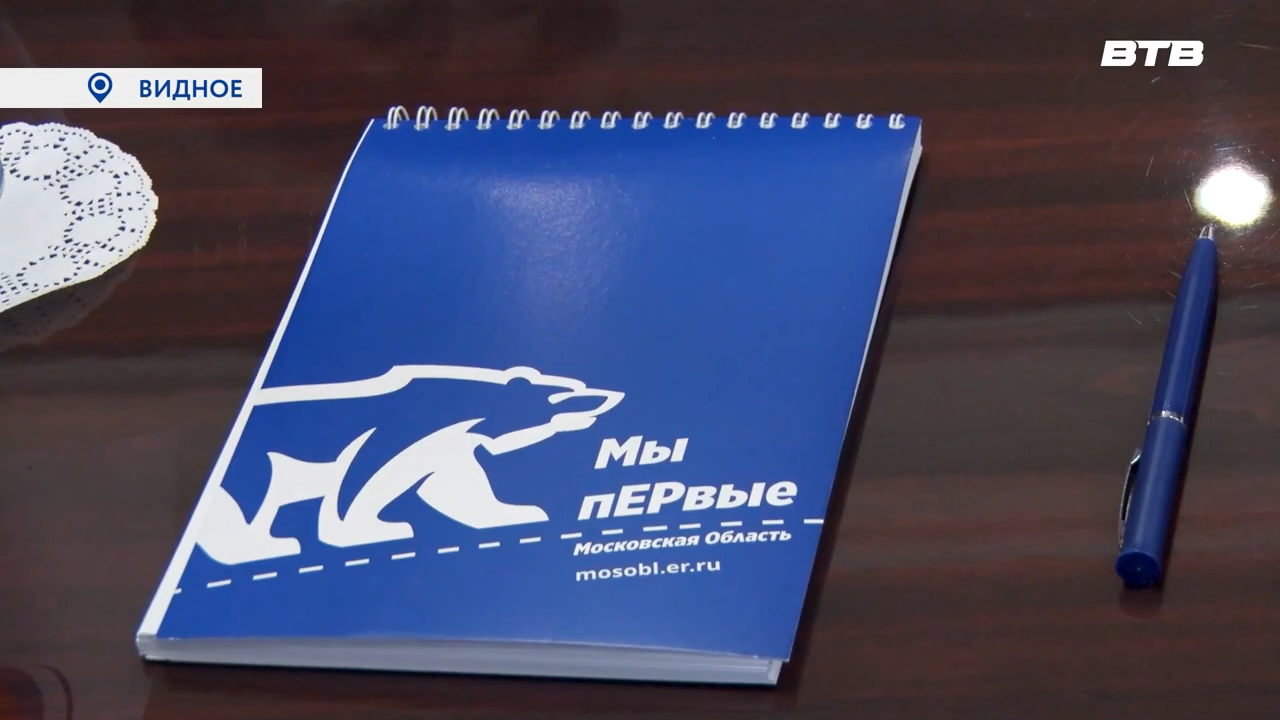 ВИДНОЕ
ВТВ
Мы
пЕРвые
Московская Область
mosobl.er.ru